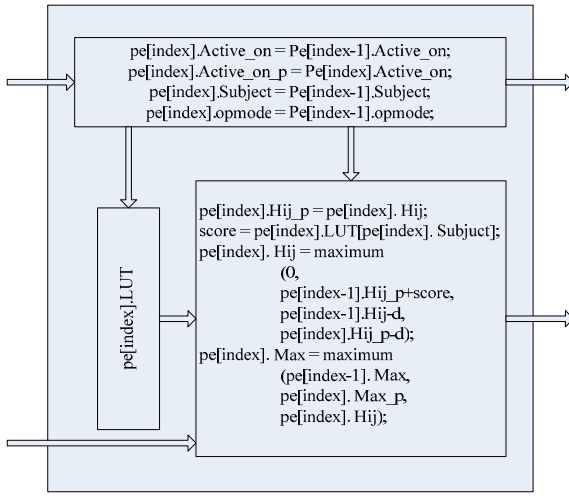 pe[index].Active_on = Pe[index-1].Active_on;
pe[index].Active_on_p = Pe[index].Active_on;
pe[index].Subject = Pe[index-1].Subject;
pe[index].opmode = Pe[index-1].opmode;
pe[index].LUT
pe[index].Hij_p = pe[index]. Hij;
score = pe[index].LUT[pe[index]. Subjuct];
pe[index]. Hij = maximum
(0,
pe[index-1].Hij_p+score,
pe[index-1].Hij-d,
pe[index].Hij_p-d);
pe[index]. Max = maximum
(pe[index-1]. Max,
pe[index]. Max_p,
pe[index]. Hij);